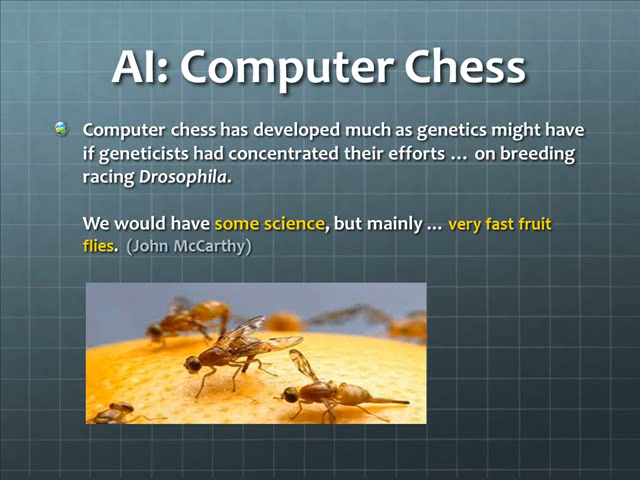 AI: Computer Chess
Computer chess has developed much as genetics might have
if geneticists had concentrated their efforts … on breeding
racing Drosophila.
We would have some science, but mainly … very fast fruit
flies. (John McCarthy)